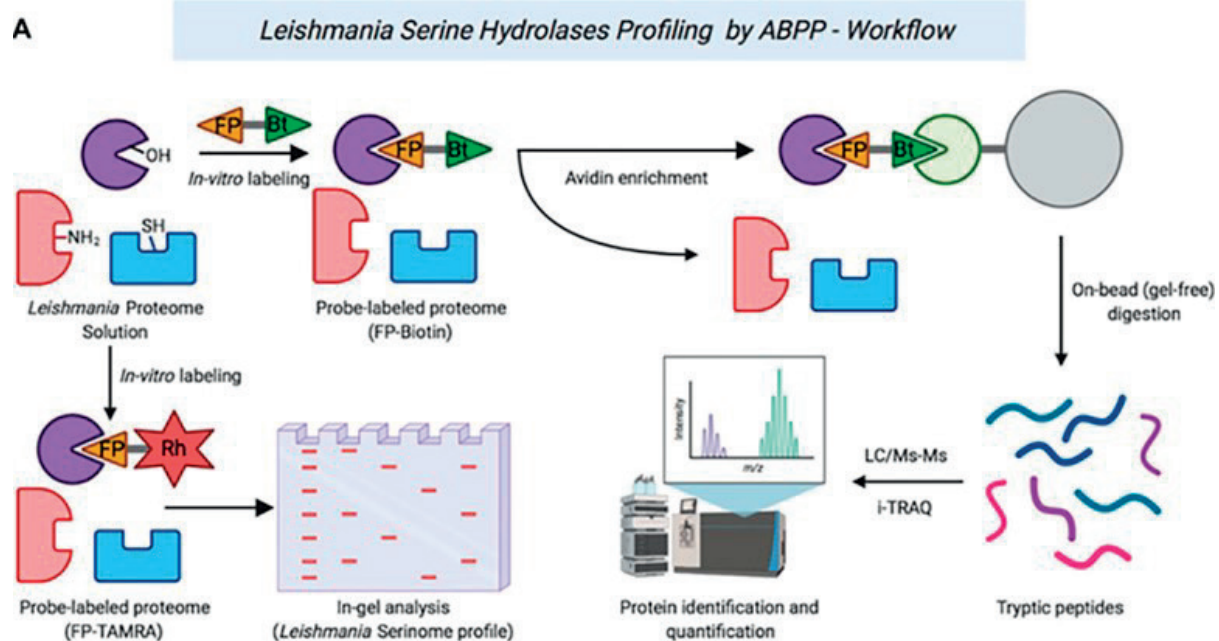 A
Leishmania Serine Hydrolases Profiling by ABPP - Workflow
FP
Bt
OH
In-vitro labeling
FP
Bt
Avidin enrichment
FP
Bt
NH₂
SH
Leishmania Proteome
Solution
Probe-labeled proteome
(FP-Biotin)
On-bead (gel-free)
digestion
In-vitro labeling
FP
Rh
Intensity
m/z
LC/Ms-Ms
i-TRAQ
Probe-labeled proteome
(FP-TAMRA)
In-gel analysis
(Leishmania Serinome profile)
Protein identification and
quantification
Tryptic peptides